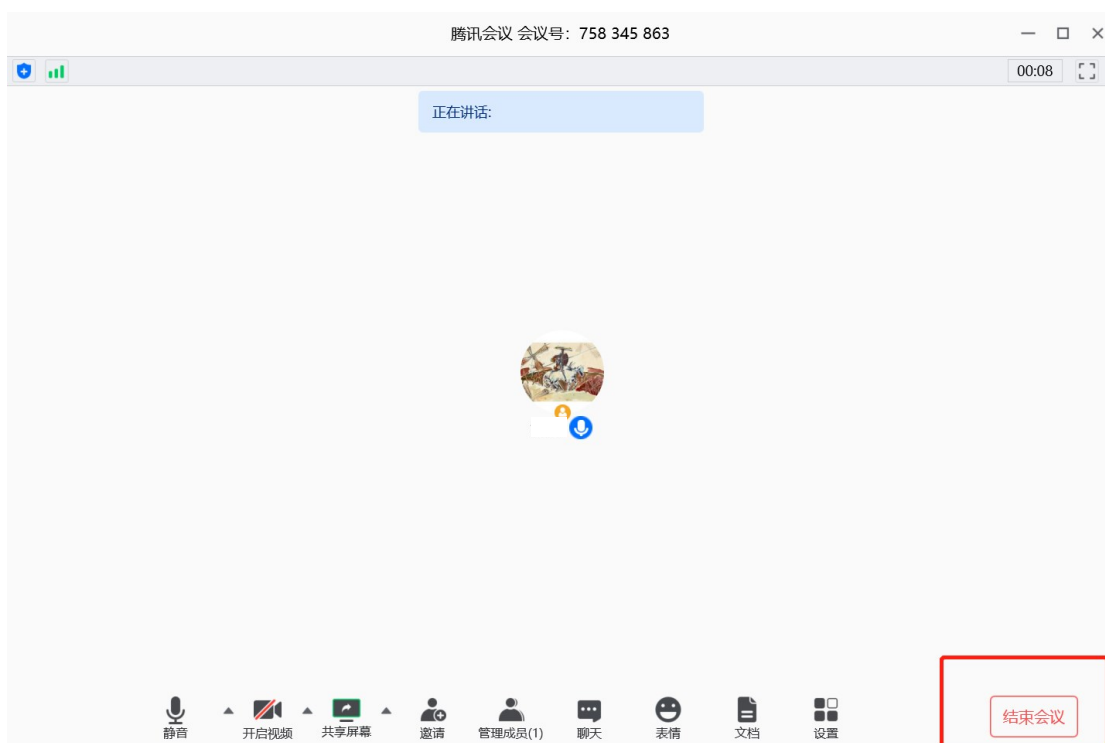 腾讯会议 会议号：758 345 863
00:08
正在讲话:
静音
开启视频
共享屏幕
邀请
管理成员(1)
聊天
表情
文档
设置
结束会议